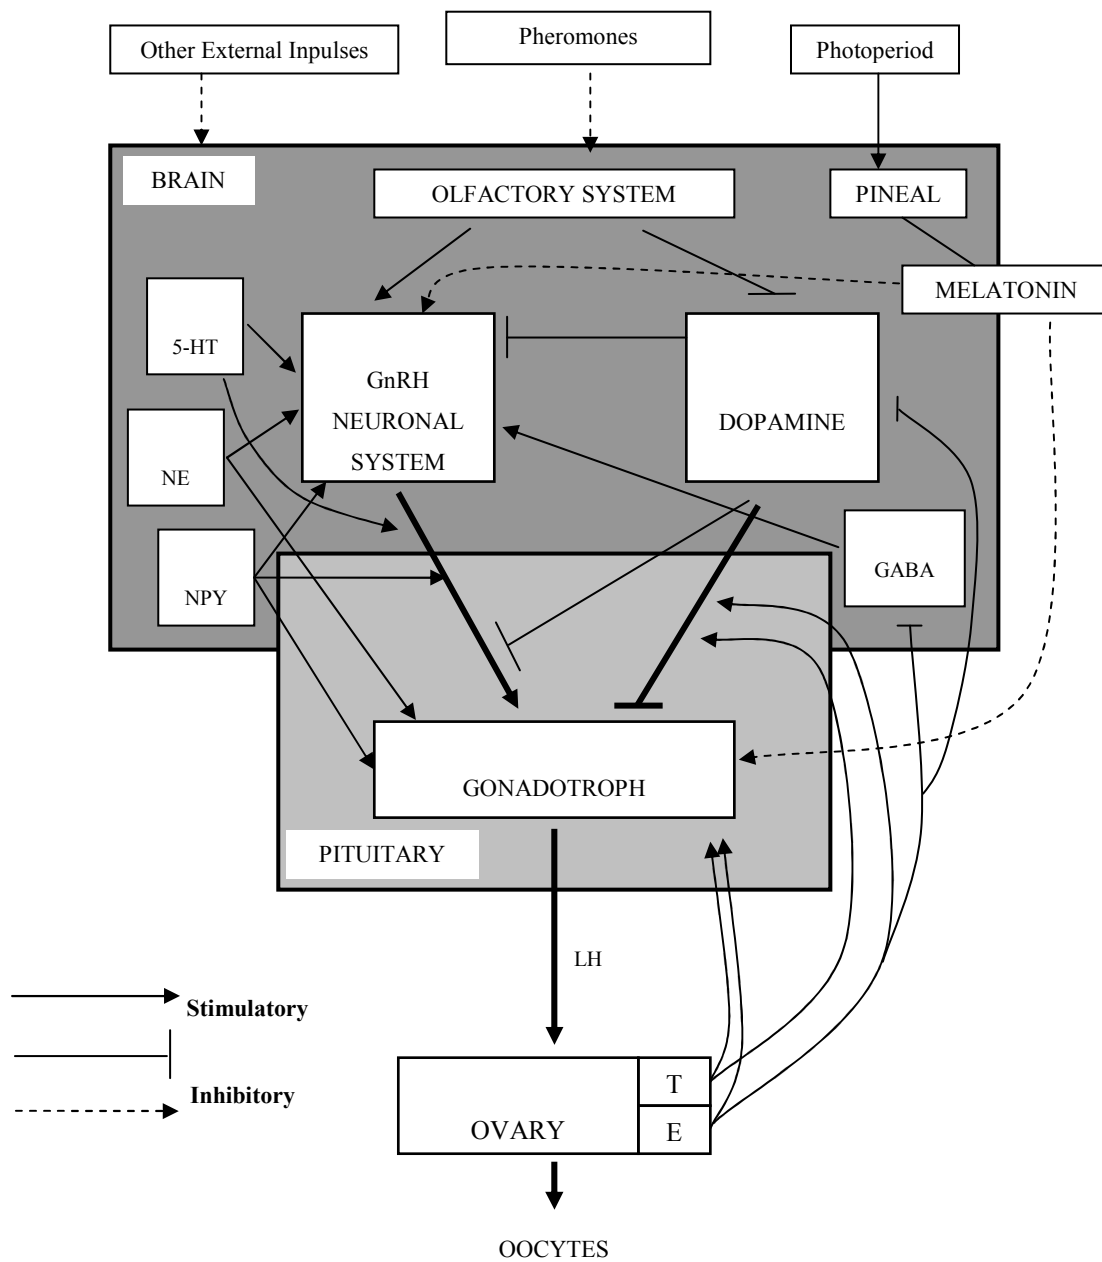 Other External Inpulses
Pheromones
Photoperiod
BRAIN
OLFACTORY SYSTEM
PINEAL
MELATONIN
5-HT
GnRH
NEURONAL
SYSTEM
DOPAMINE
NE
NPY
GABA
GONADOTROPH
PITUITARY
LH
Stimulatory
Inhibitory
T
OVARY
E
OOCYTES